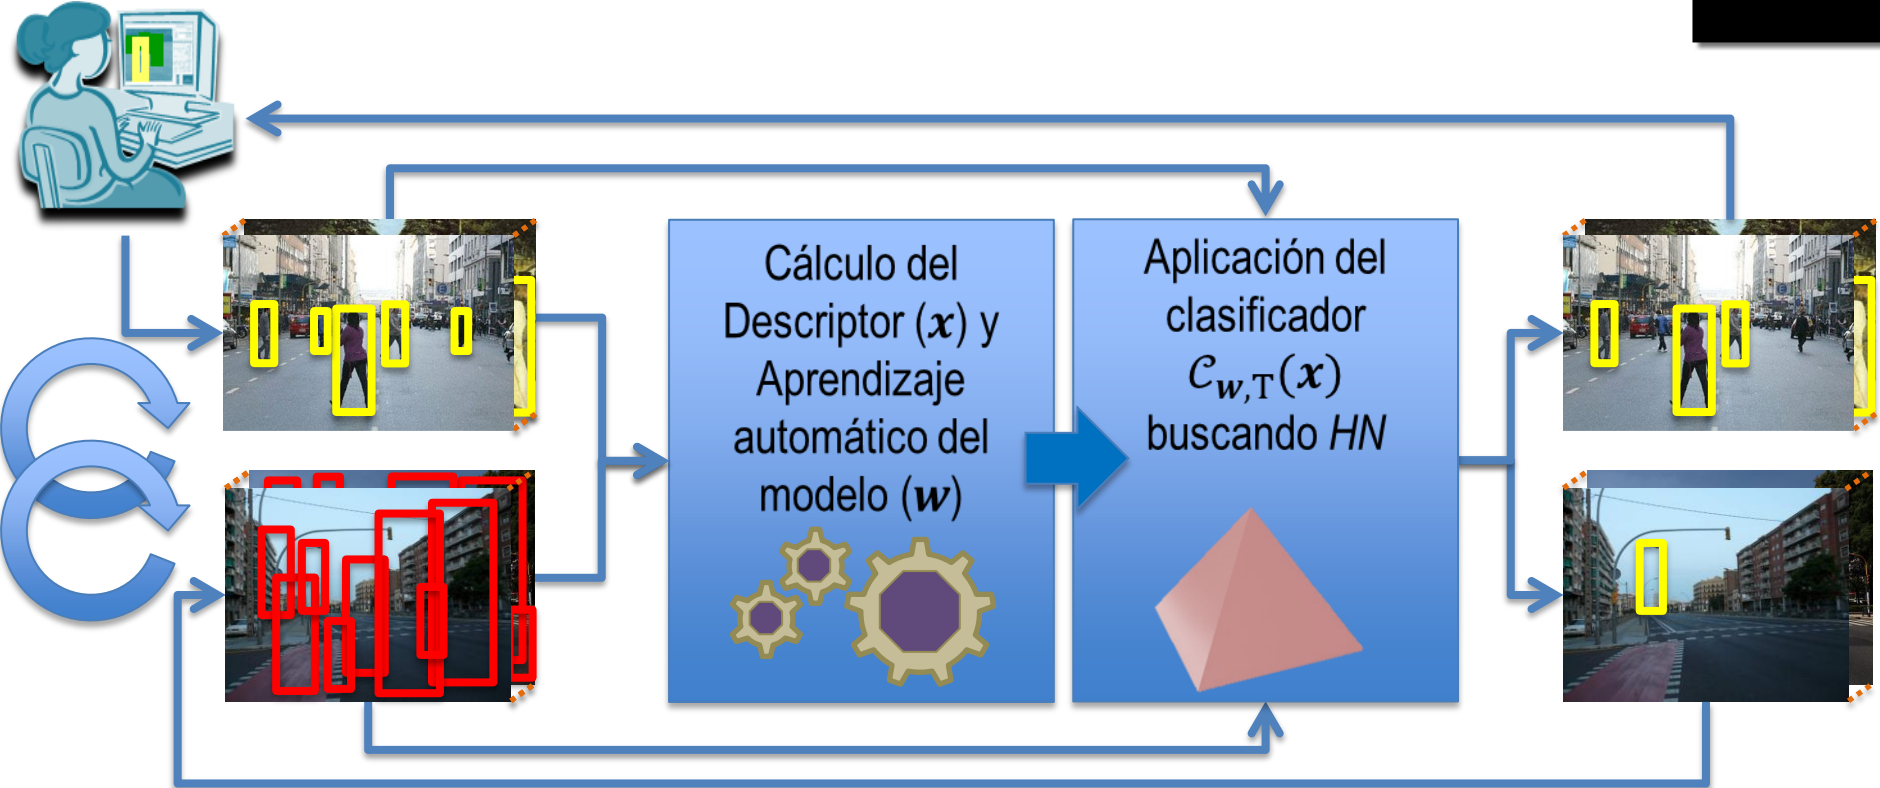 Cálculo del
Descriptor (x) y
Aprendizaje
automático del
modelo (w)
Aplicación del
clasificador
𝒞w,T(x)
buscando HN